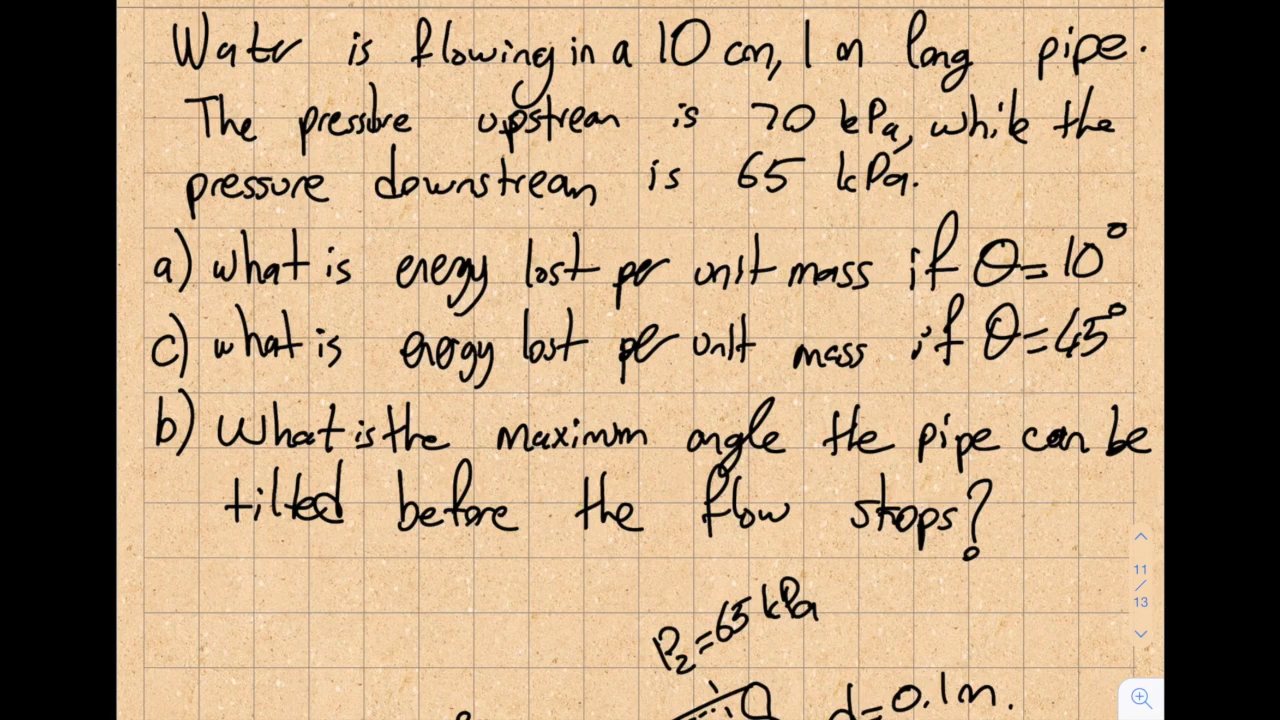 Water is flowing in a 10 cm, 1 m long pipe.
The pressure upstream is 70 kPa, while the
pressure downstream is 65 kPa.
a) what is energy lost per unit mass if θ=10°
c) what is energy lost per unit mass if θ=45°
b) What is the maximum angle the pipe can be
tilted before the flow stops?
11
/
13
P₂=65 kPa
d=0.1m.